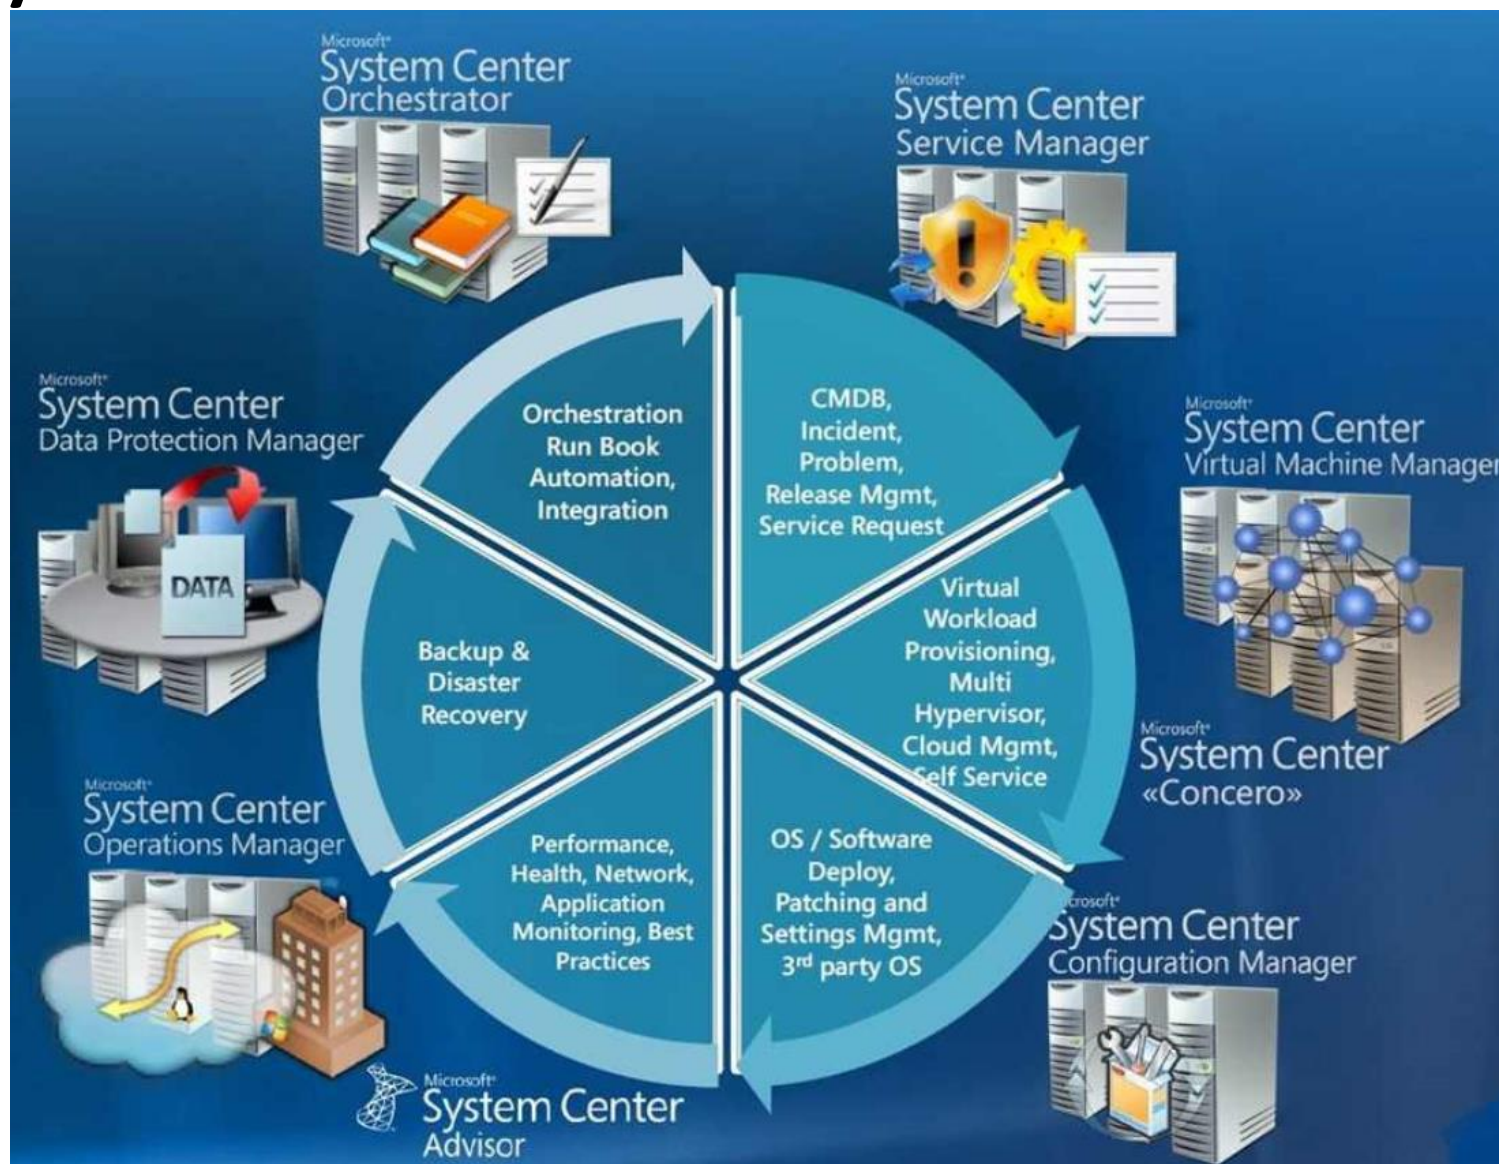 Microsoft®
System Center
Orchestrator
Microsoft®
System Center
Service Manager
Microsoft®
System Center
Data Protection Manager
DATA
Microsoft®
System Center
Virtual Machine Manager
Orchestration
Run Book
Automation,
Integration
CMDB,
Incident,
Problem,
Release Mgmt,
Service Request
Virtual
Workload
Provisioning,
Multi
Hypervisor,
Cloud Mgmt,
Self Service
Backup &
Disaster
Recovery
Microsoft®
System Center
«Concero»
Microsoft®
System Center
Operations Manager
Performance,
Health, Network,
Application
Monitoring, Best
Practices
OS / Software
Deploy,
Patching and
Settings Mgmt,
3rd party OS
crosoft®
System Center
Configuration Manager
Microsoft®
System Center
Advisor